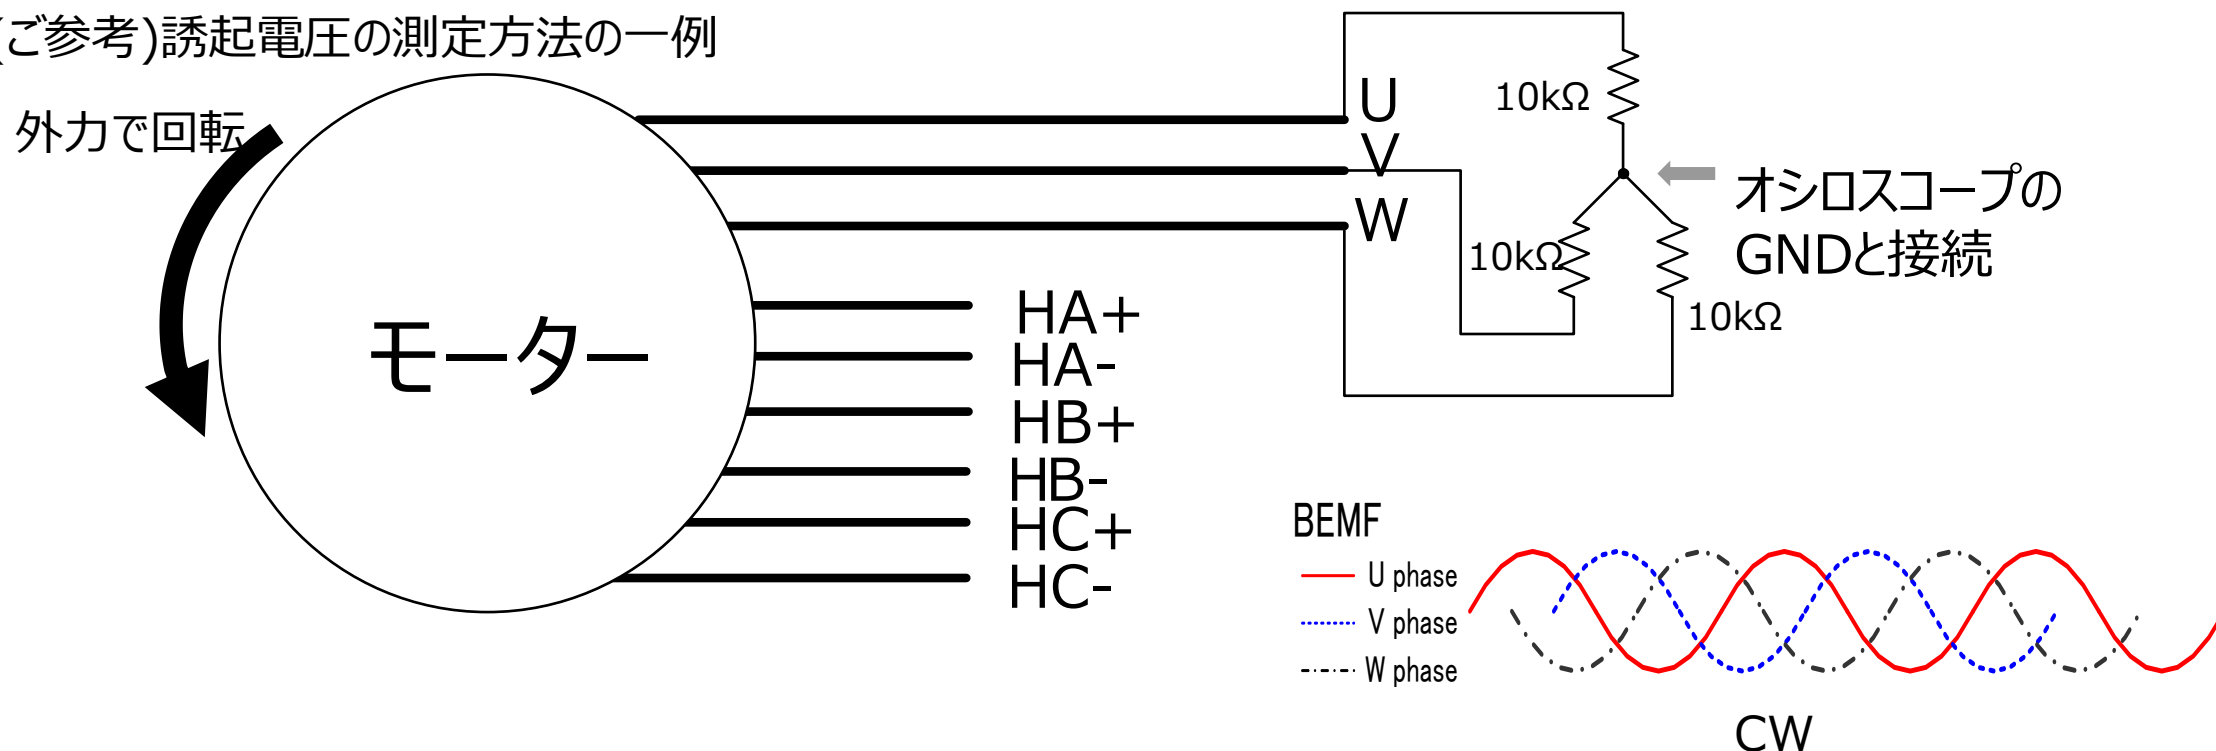 (ご参考)誘起電圧の測定方法の一例
外力で回転
モーター
U
V
W
HA+
HA-
HB+
HB-
HC+
HC-
10kΩ
10kΩ
10kΩ
オシロスコープの
GNDと接続
BEMF
U phase
V phase
W phase
CW